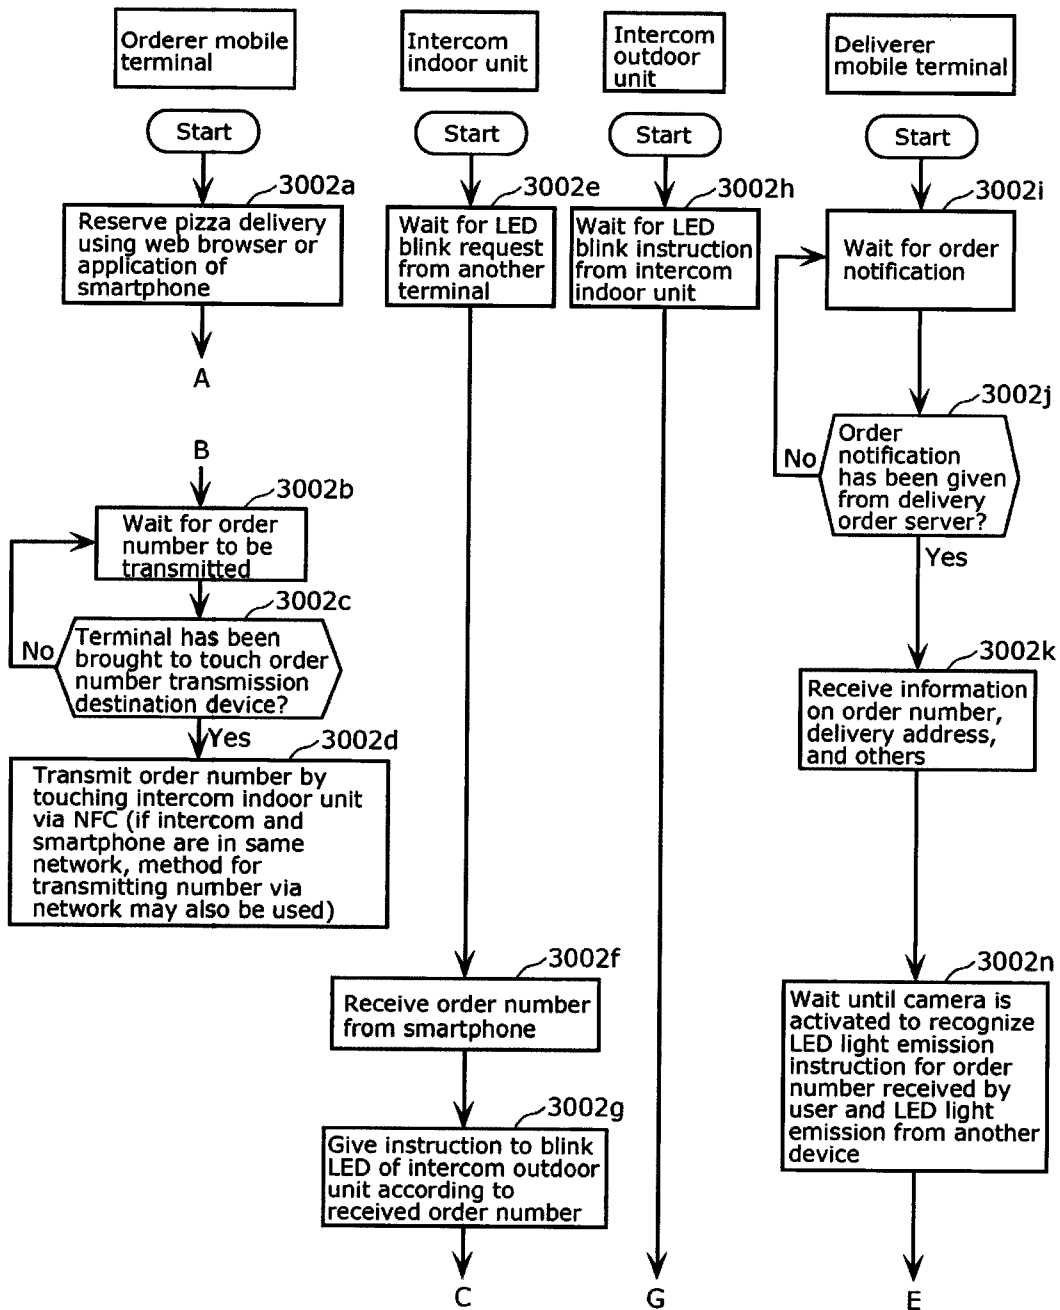 Orderer mobile
terminal
Start
3002a
Reserve pizza delivery
using web browser or
application of
smartphone
A
B
3002b
Wait for order
number to be
transmitted
3002c
Terminal has been
brought to touch order
number transmission
destination device?
No
Yes
3002d
Transmit order number by
touching intercom indoor unit
via NFC (if intercom and
smartphone are in same
network, method for
transmitting number via
network may also be used)
Intercom
indoor unit
Start
3002e
Wait for LED
blink request
from another
terminal
3002f
Receive order number
from smartphone
3002g
Give instruction to blink
LED of intercom outdoor
unit according to
received order number
C
Intercom
outdoor
unit
Start
3002h
Wait for LED
blink instruction
from intercom
indoor unit
G
Deliverer
mobile terminal
Start
3002i
Wait for order
notification
3002j
Order
notification
has been given
from delivery
order server?
No
Yes
3002k
Receive information
on order number,
delivery address,
and others
3002n
Wait until camera is
activated to recognize
LED light emission
instruction for order
number received by
user and LED light
emission from another
device
E